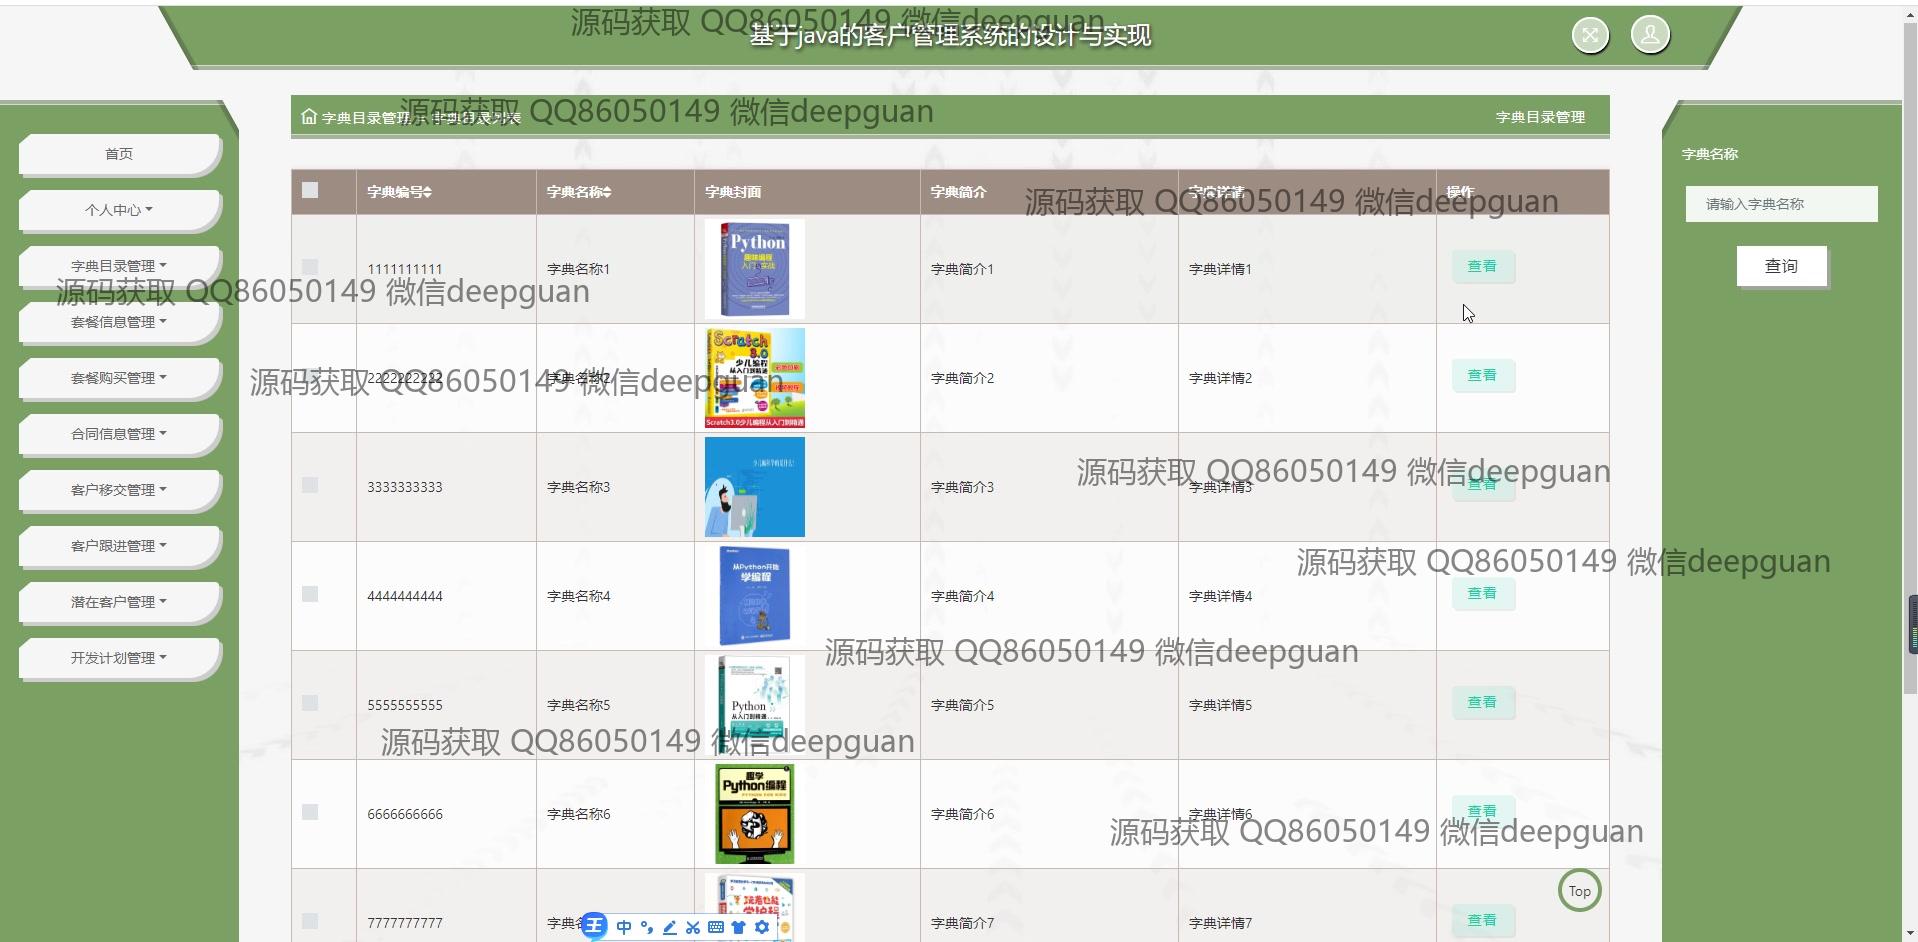 源码获取 QQ86050149 微信deepguan
基于java的客户管理系统的设计与实现
源码获取 QQ86050149 微信deepguan
字典目录管理
字典目录列表
字典目录管理
首页
个人中心
字典目录管理
套餐信息管理
套餐购买管理
合同信息管理
客户移交管理
客户跟进管理
潜在客户管理
开发计划管理
字典编号 字典名称 字典封面 字典简介 字典详情 操作
源码获取 QQ86050149 微信deepguan
1111111111 字典名称1 字典简介1 字典详情1 查看
Python
趣味编程
源码获取 QQ86050149 微信deepguan
2222222222 字典名称2 字典简介2 字典详情2 查看
Scratch
3.0
少儿编程
从入门到精通
Scratch3.0少儿编程从入门到精通
源码获取 QQ86050149 微信deepguan
3333333333 字典名称3 字典简介3 字典详情3 查看
源码获取 QQ86050149 微信deepguan
4444444444 字典名称4 字典简介4 字典详情4 查看
从Python开始
学编程
源码获取 QQ86050149 微信deepguan
源码获取 QQ86050149 微信deepguan
5555555555 字典名称5 字典简介5 字典详情5 查看
Python
从入门到精通
源码获取 QQ86050149 微信deepguan
6666666666 字典名称6 字典简介6 字典详情6 查看
趣学
Python编程
源码获取 QQ86050149 微信deepguan
7777777777 字典名 字典简介7 字典详情7 查看
王 中
Top
字典名称
请输入字典名称
查询